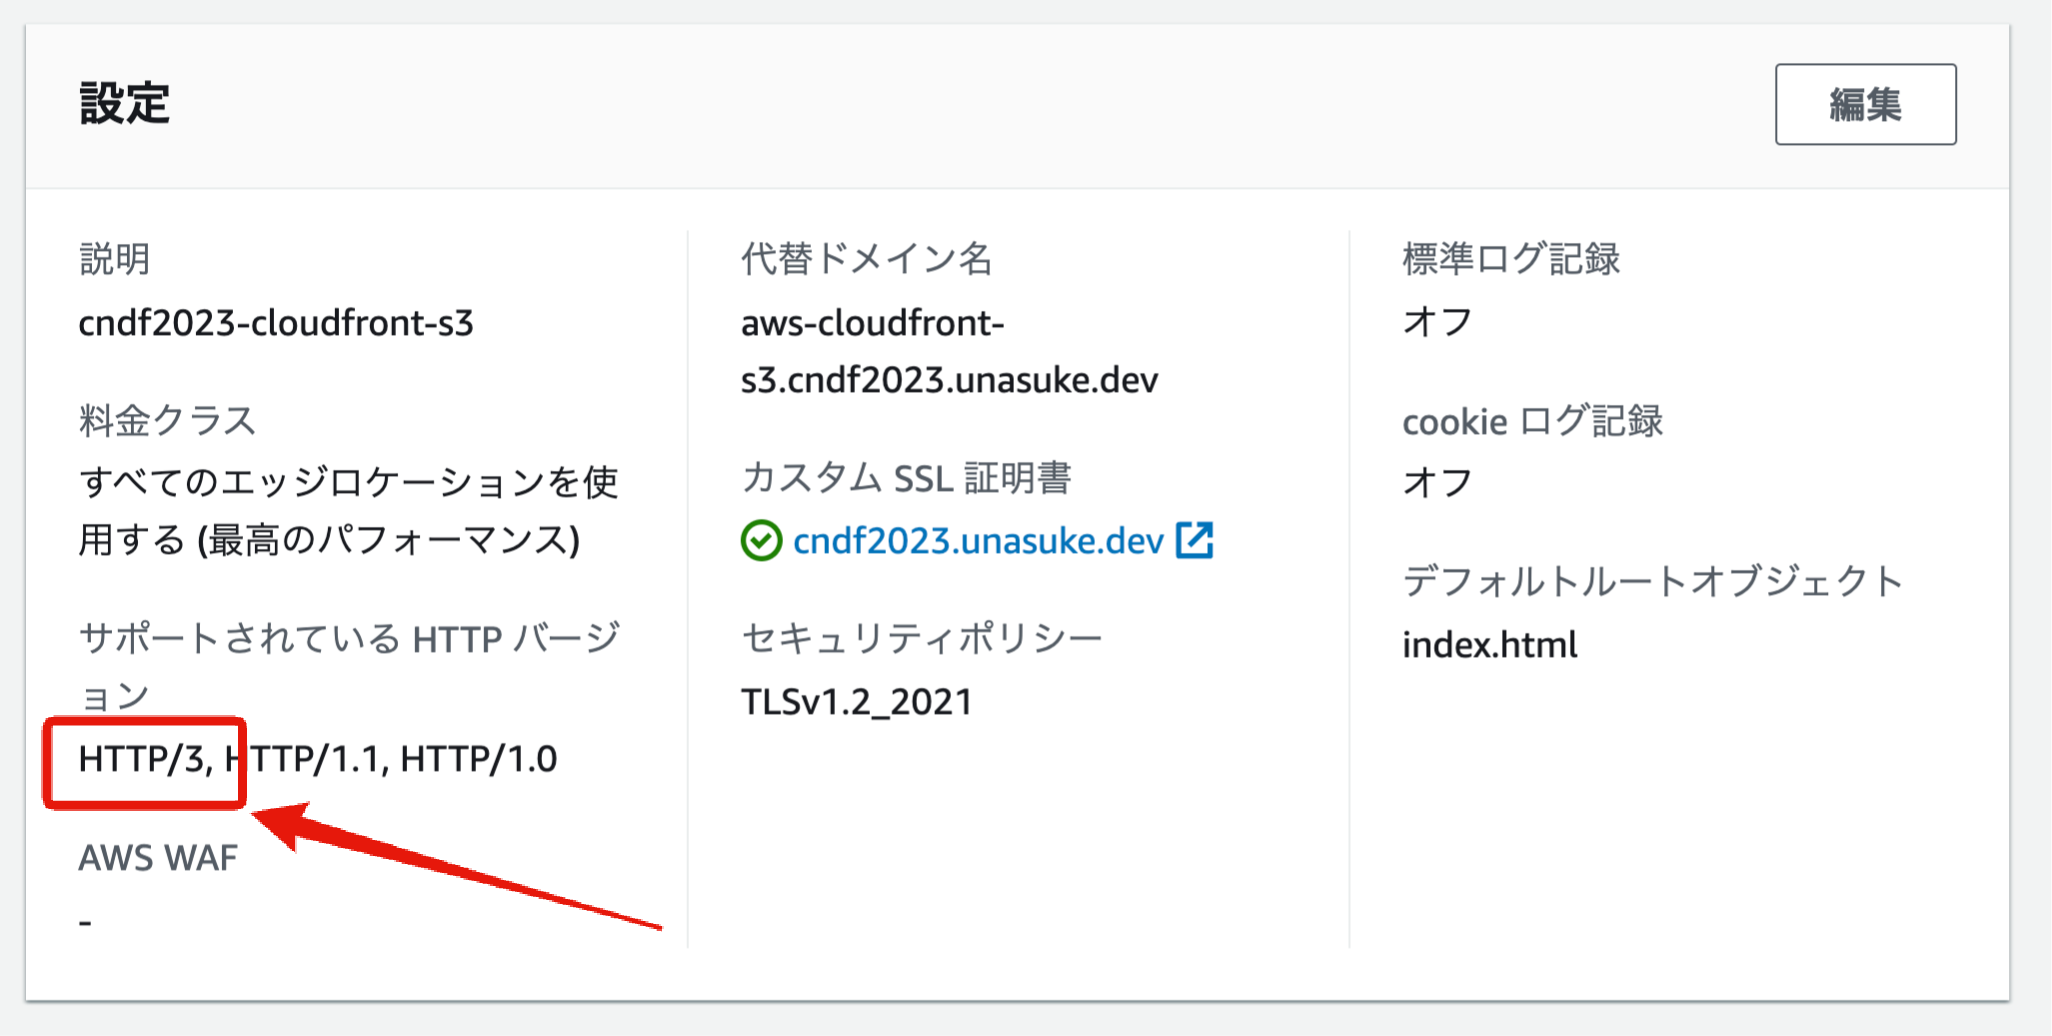 設定
編集
説明
cndf2023-cloudfront-s3
料金クラス
すべてのエッジロケーションを使
用する (最高のパフォーマンス)
サポートされている HTTP バージ
ョン
HTTP/3, HTTP/1.1, HTTP/1.0
AWS WAF
-
代替ドメイン名
aws-cloudfront-
s3.cndf2023.unasuke.dev
カスタム SSL 証明書
cndf2023.unasuke.dev
セキュリティポリシー
TLSv1.2_2021
標準ログ記録
オフ
cookie ログ記録
オフ
デフォルトルートオブジェクト
index.html